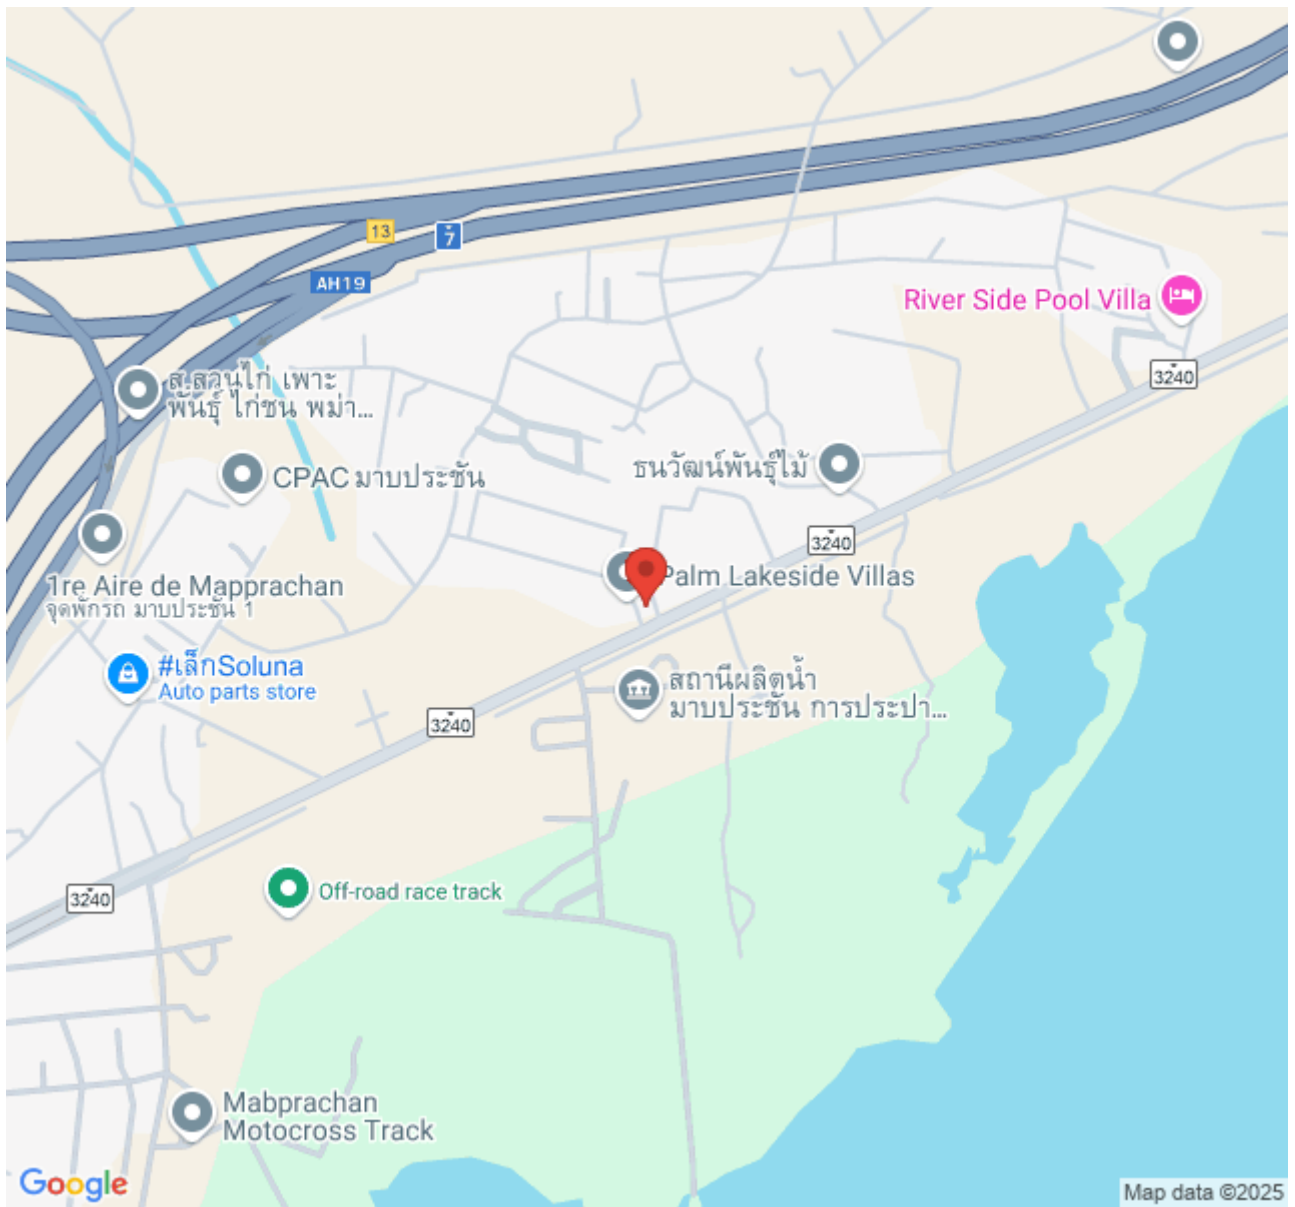 13
7
AH19
River Side Pool Villa
3240
ส.สวนไก่ เพาะ
พันธุ์ ไก่ชน พม่า...
CPAC มาบประชัน
ธนวัฒน์พันธุ์ไม้
3240
1re Aire de Mapprachan
จุดพักรถ มาบประชัน 1
Palm Lakeside Villas
#เล็กSoluna
Auto parts store
สถานีผลิตน้ำ
มาบประชัน การประปา...
3240
3240
Off-road race track
Mabprachan
Motocross Track
Google
Map data ©2025